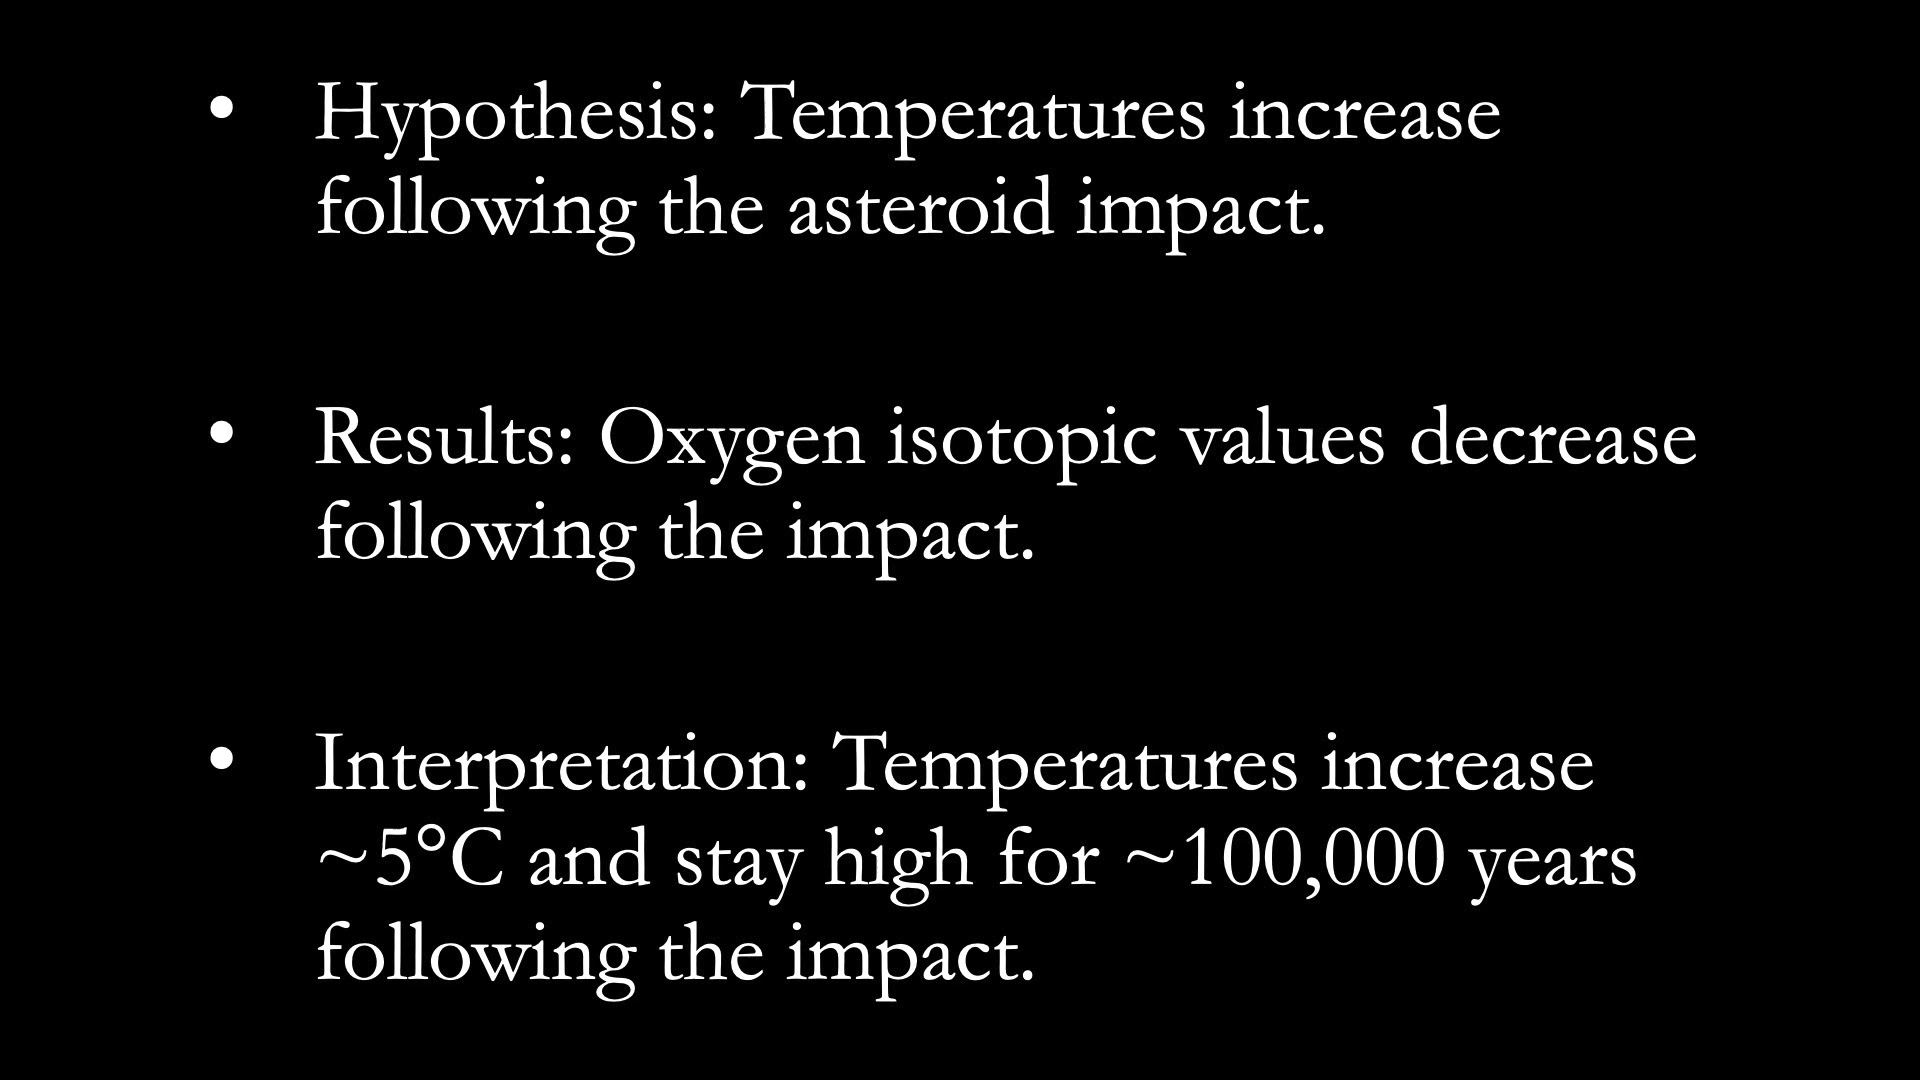 • Hypothesis: Temperatures increase
following the asteroid impact.
• Results: Oxygen isotopic values decrease
following the impact.
• Interpretation: Temperatures increase
~5°C and stay high for ~100,000 years
following the impact.